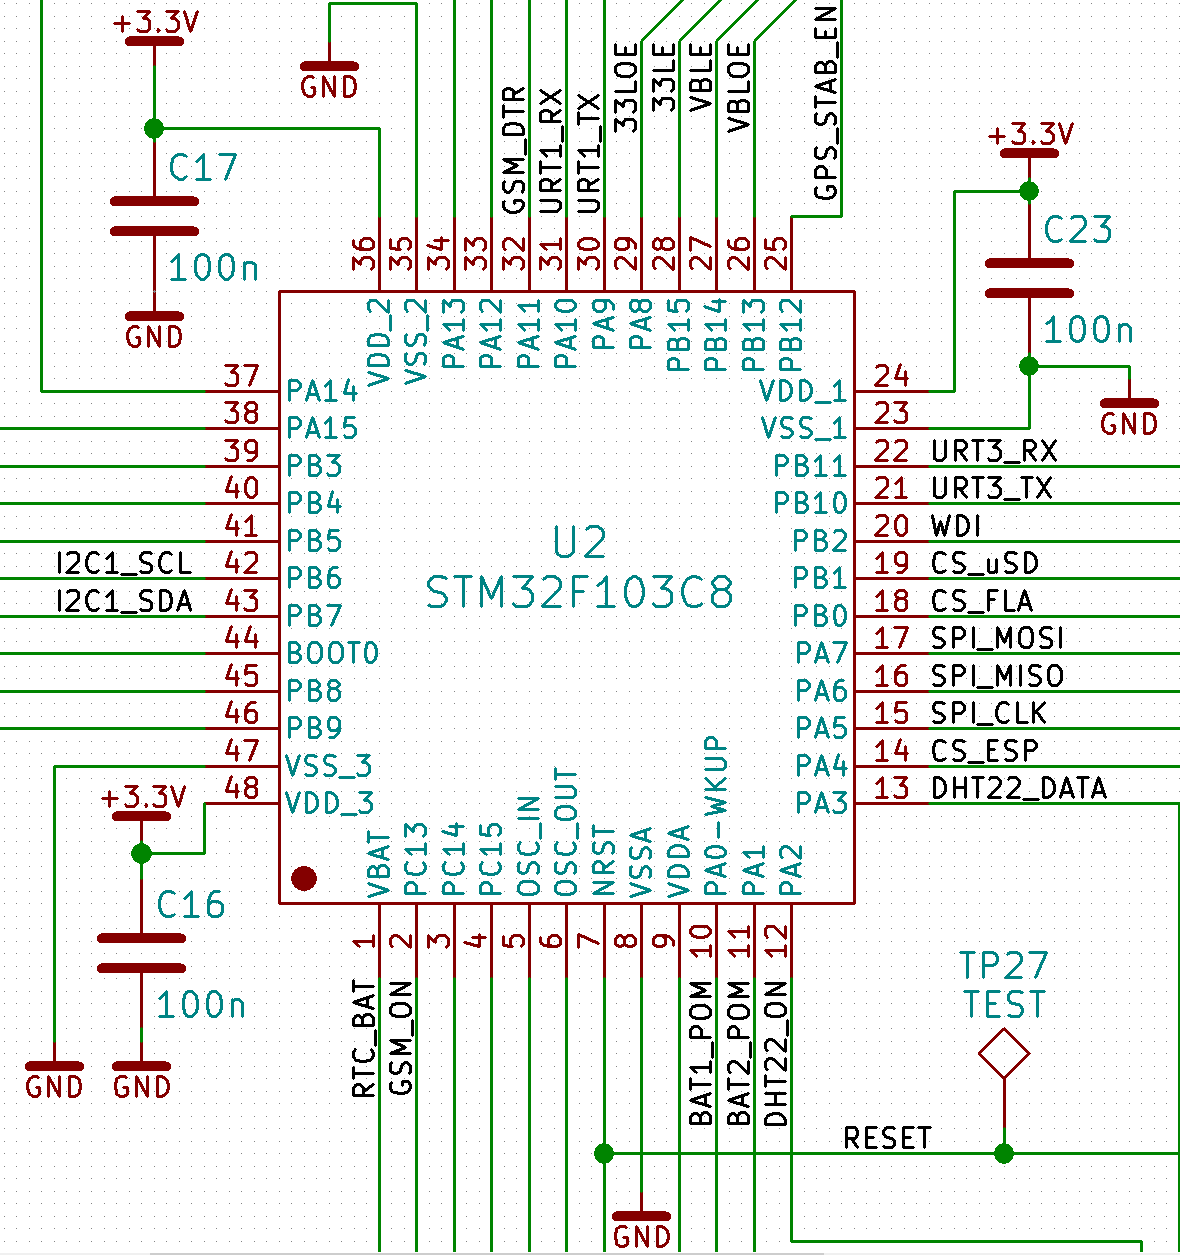 +3.3V
GND
C17
100n
GND
GSM_DTR
URT1_RX
URT1_TX
33LOE
33LE
VBLE
VBLOE
GPS_STAB_EN
+3.3V
C23
100n
GND
36
35
34
33
32
31
30
29
28
27
26
25
VDD_2
VSS_2
PA13
PA12
PA11
PA10
PA9
PA8
PB15
PB14
PB13
PB12
37 PA14
38 PA15
39 PB3
40 PB4
41 PB5
I2C1_SCL 42 PB6
I2C1_SDA 43 PB7
44 BOOT0
45 PB8
46 PB9
47 VSS_3
48 VDD_3
U2
STM32F103C8
VDD_1 24
VSS_1 23
PB11 22 URT3_RX
PB10 21 URT3_TX
PB2 20 WDI
PB1 19 CS_uSD
PB0 18 CS_FLA
PA7 17 SPI_MOSI
PA6 16 SPI_MISO
PA5 15 SPI_CLK
PA4 14 CS_ESP
PA3 13 DHT22_DATA
+3.3V
C16
100n
GND
GND
VBAT
PC13
PC14
PC15
OSC_IN
OSC_OUT
NRST
VSSA
VDDA
PA0-WKUP
PA1
PA2
1
2
3
4
5
6
7
8
9
10
11
12
RTC_BAT
GSM_ON
BAT1_POM
BAT2_POM
DHT22_ON
TP27
TEST
RESET
GND